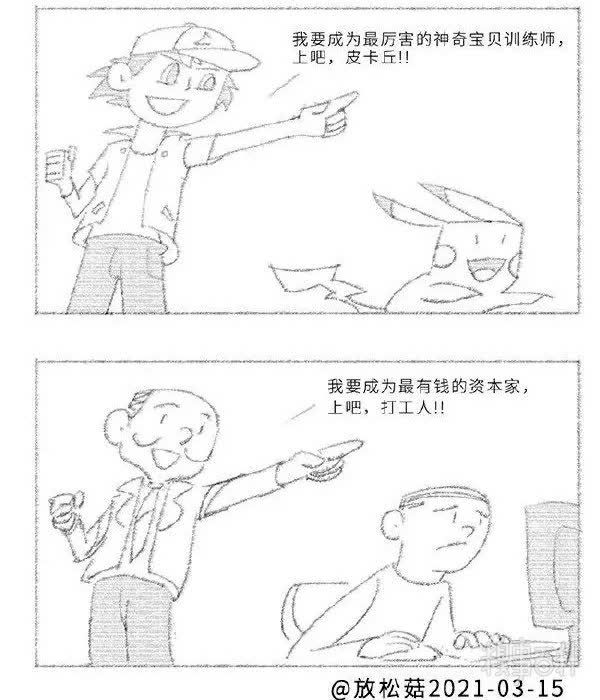 我要成为最厉害的神奇宝贝训练师，
上吧，皮卡丘!!
我要成为最有钱的资本家，
上吧，打工人!!
@放松菇2021-03-15